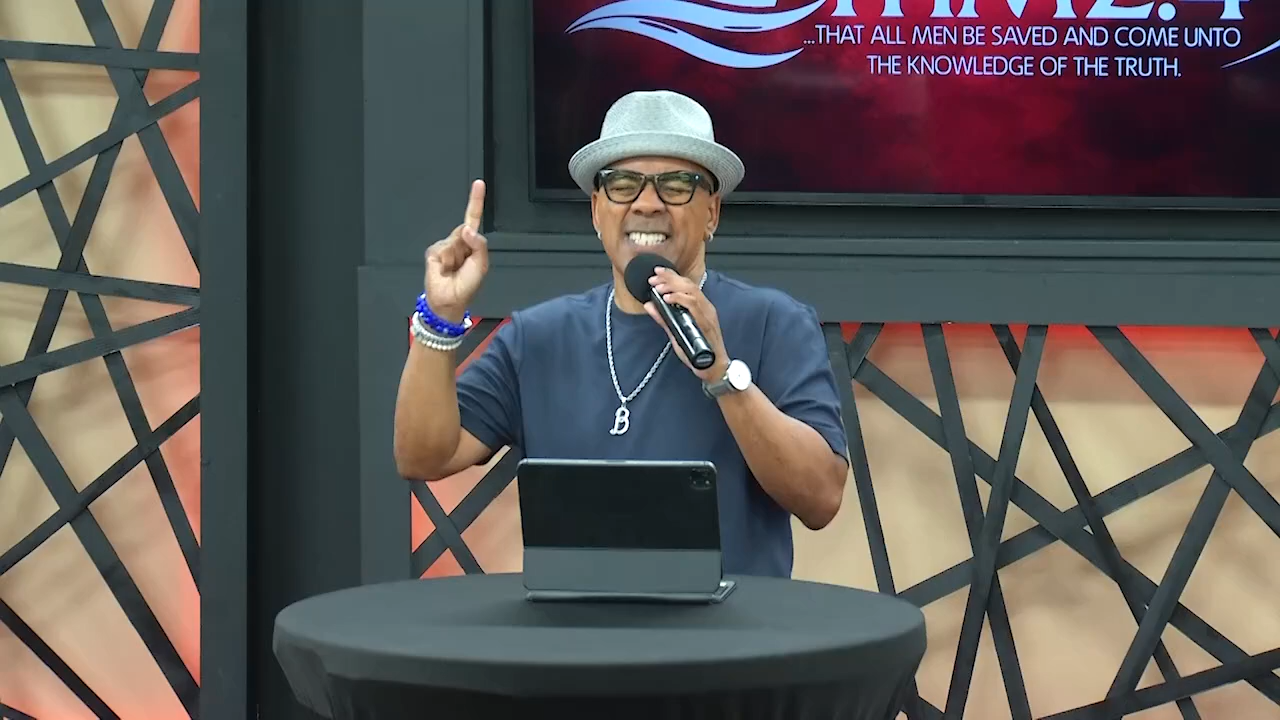 ...THAT ALL MEN BE SAVED AND COME UNTO
THE KNOWLEDGE OF THE TRUTH.
B